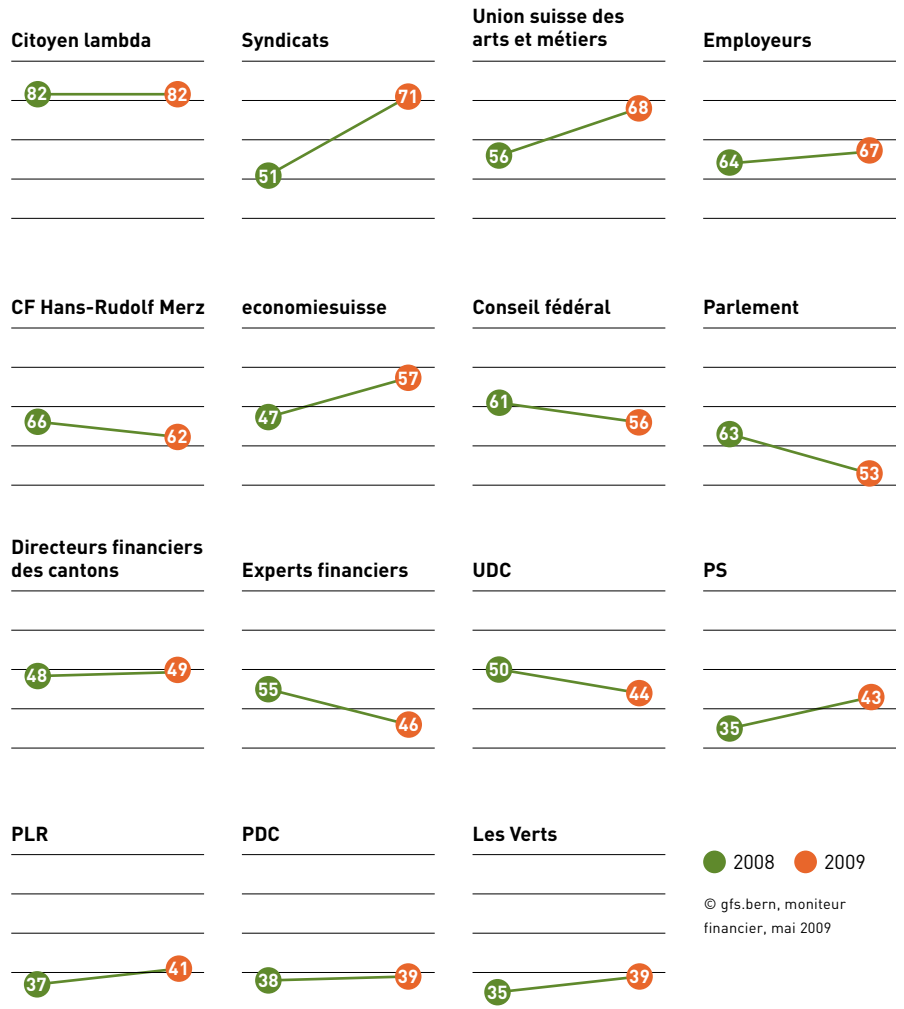 Citoyen lambda
82 82
Syndicats
51 71
Union suisse des
arts et métiers
56 68
Employeurs
64 67
CF Hans-Rudolf Merz
66 62
economiesuisse
47 57
Conseil fédéral
61 56
Parlement
63 53
Directeurs financiers
des cantons
48 49
Experts financiers
55 46
UDC
50 44
PS
35 43
PLR
37 41
PDC
38 39
Les Verts
35 39
2008 2009
© gfs.bern, moniteur
financier, mai 2009